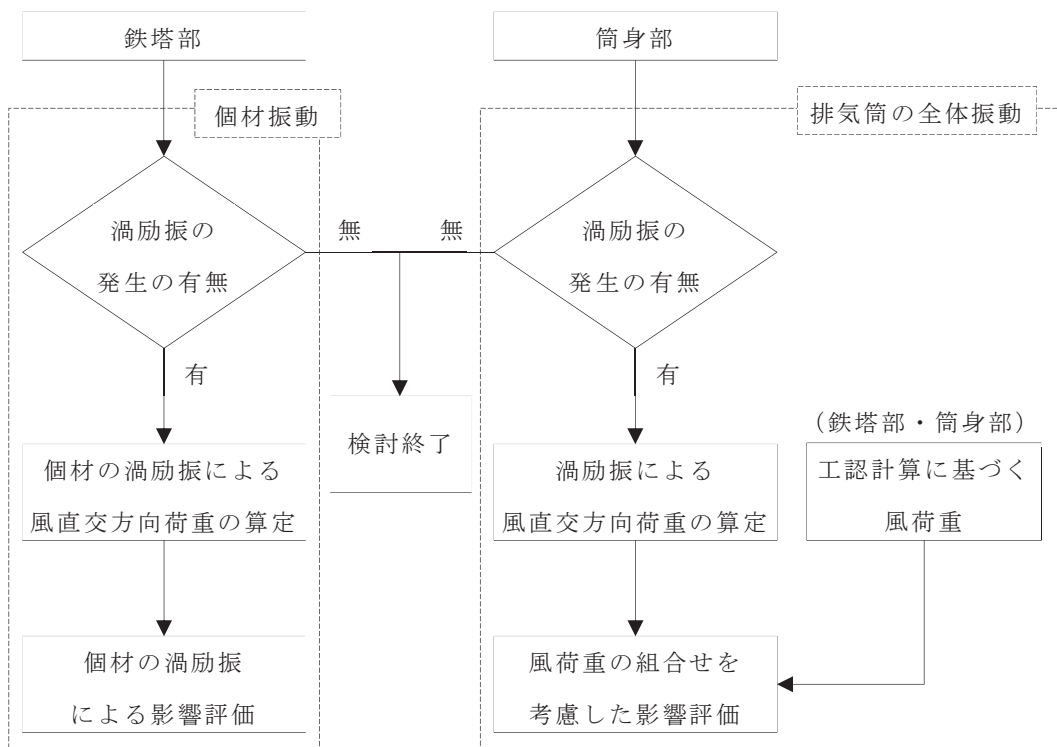 鉄塔部
筒身部
個材振動
排気筒の全体振動
渦励振の
発生の有無
無
無
渦励振の
発生の有無
有
有
検討終了
(鉄塔部・筒身部)
個材の渦励振による
風直交方向荷重の算定
渦励振による
風直交方向荷重の算定
工認計算に基づく
風荷重
個材の渦励振
による影響評価
風荷重の組合せを
考慮した影響評価